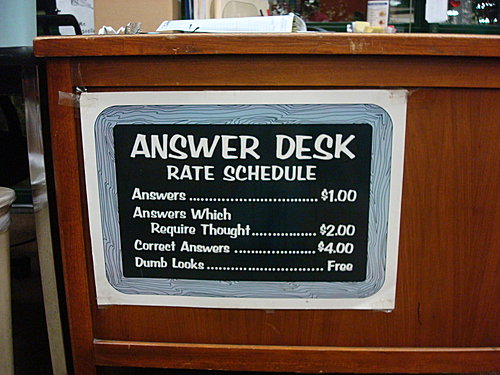 ANSWER DESK
RATE SCHEDULE
Answers.............................$1.00
Answers Which
Require Thought..............$2.00
Correct Answers ..................$4.00
Dumb Looks.......................... Free